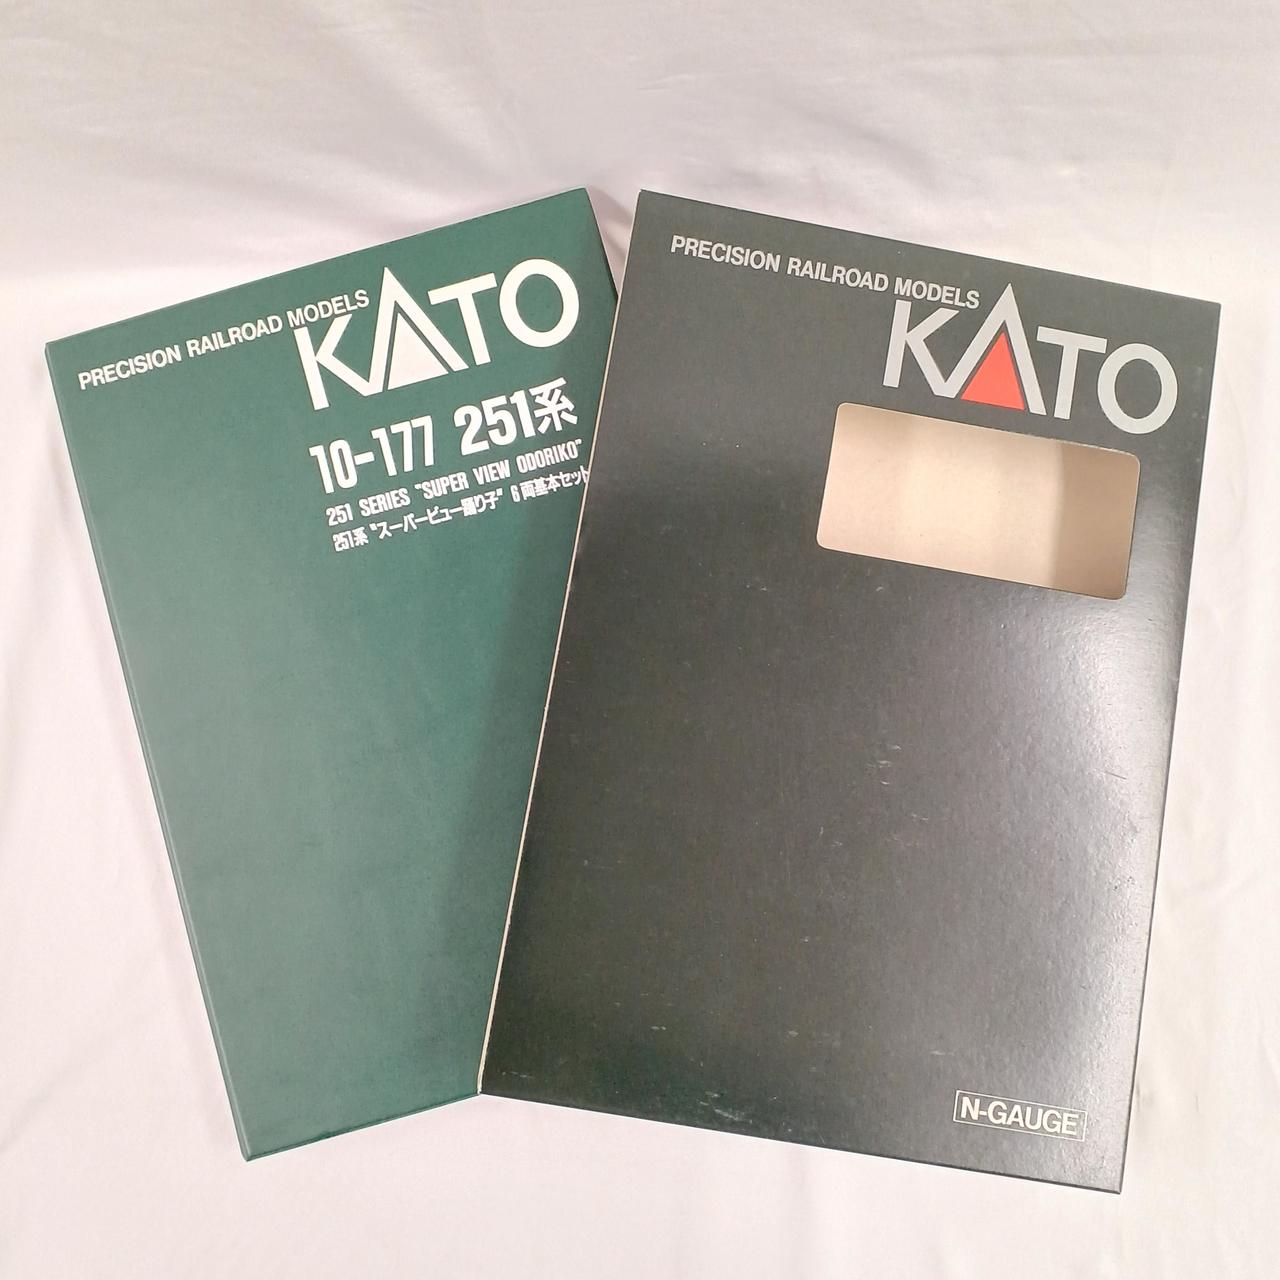 PRECISION RAILROAD MODELS
KATO
10-177 251系
251 SERIES "SUPER VIEW ODORIKO"
251系 "スーパービュー踊り子" 6両基本セット
PRECISION RAILROAD MODELS
KATO
N-GAUGE